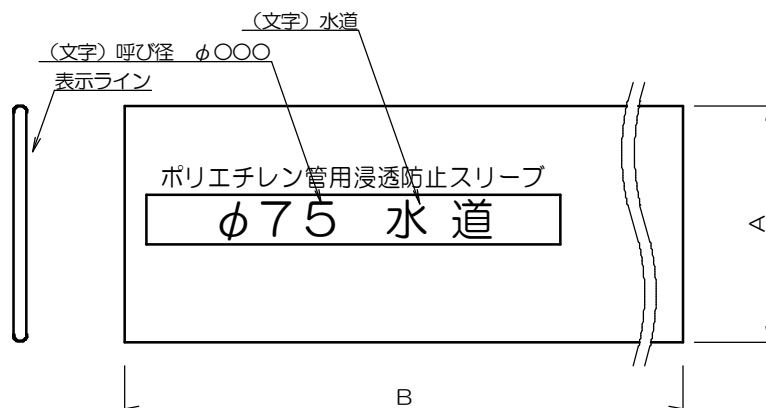 (文字)水道
(文字)呼び径 φ〇〇〇
表示ライン
ポリエチレン管用浸透防止スリーブ
φ75 水道
A
B